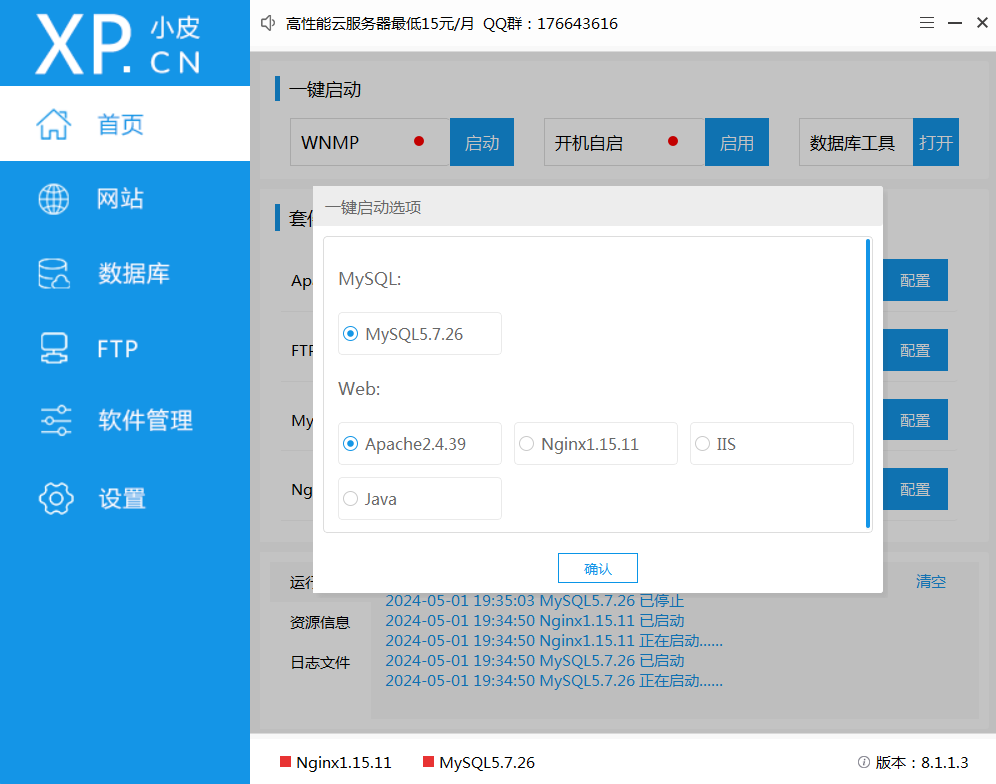 XP.小皮
CN
高性能云服务器最低15元/月 QQ群：176643616
首页
网站
数据库
FTP
软件管理
设置
一键启动
WNMP 启动 开机自启 启用 数据库工具 打开
套
一键启动选项
Ap 配置
MySQL:
MySQL5.7.26
FTP 配置
Web:
My 配置
Apache2.4.39 Nginx1.15.11 IIS
Ng 配置
Java
确认
运行 清空
2024-05-01 19:35:03 MySQL5.7.26 已停止
资源信息 2024-05-01 19:34:50 Nginx1.15.11 已启动
2024-05-01 19:34:50 Nginx1.15.11 正在启动......
日志文件 2024-05-01 19:34:50 MySQL5.7.26 已启动
2024-05-01 19:34:50 MySQL5.7.26 正在启动......
Nginx1.15.11 MySQL5.7.26 版本：8.1.1.3